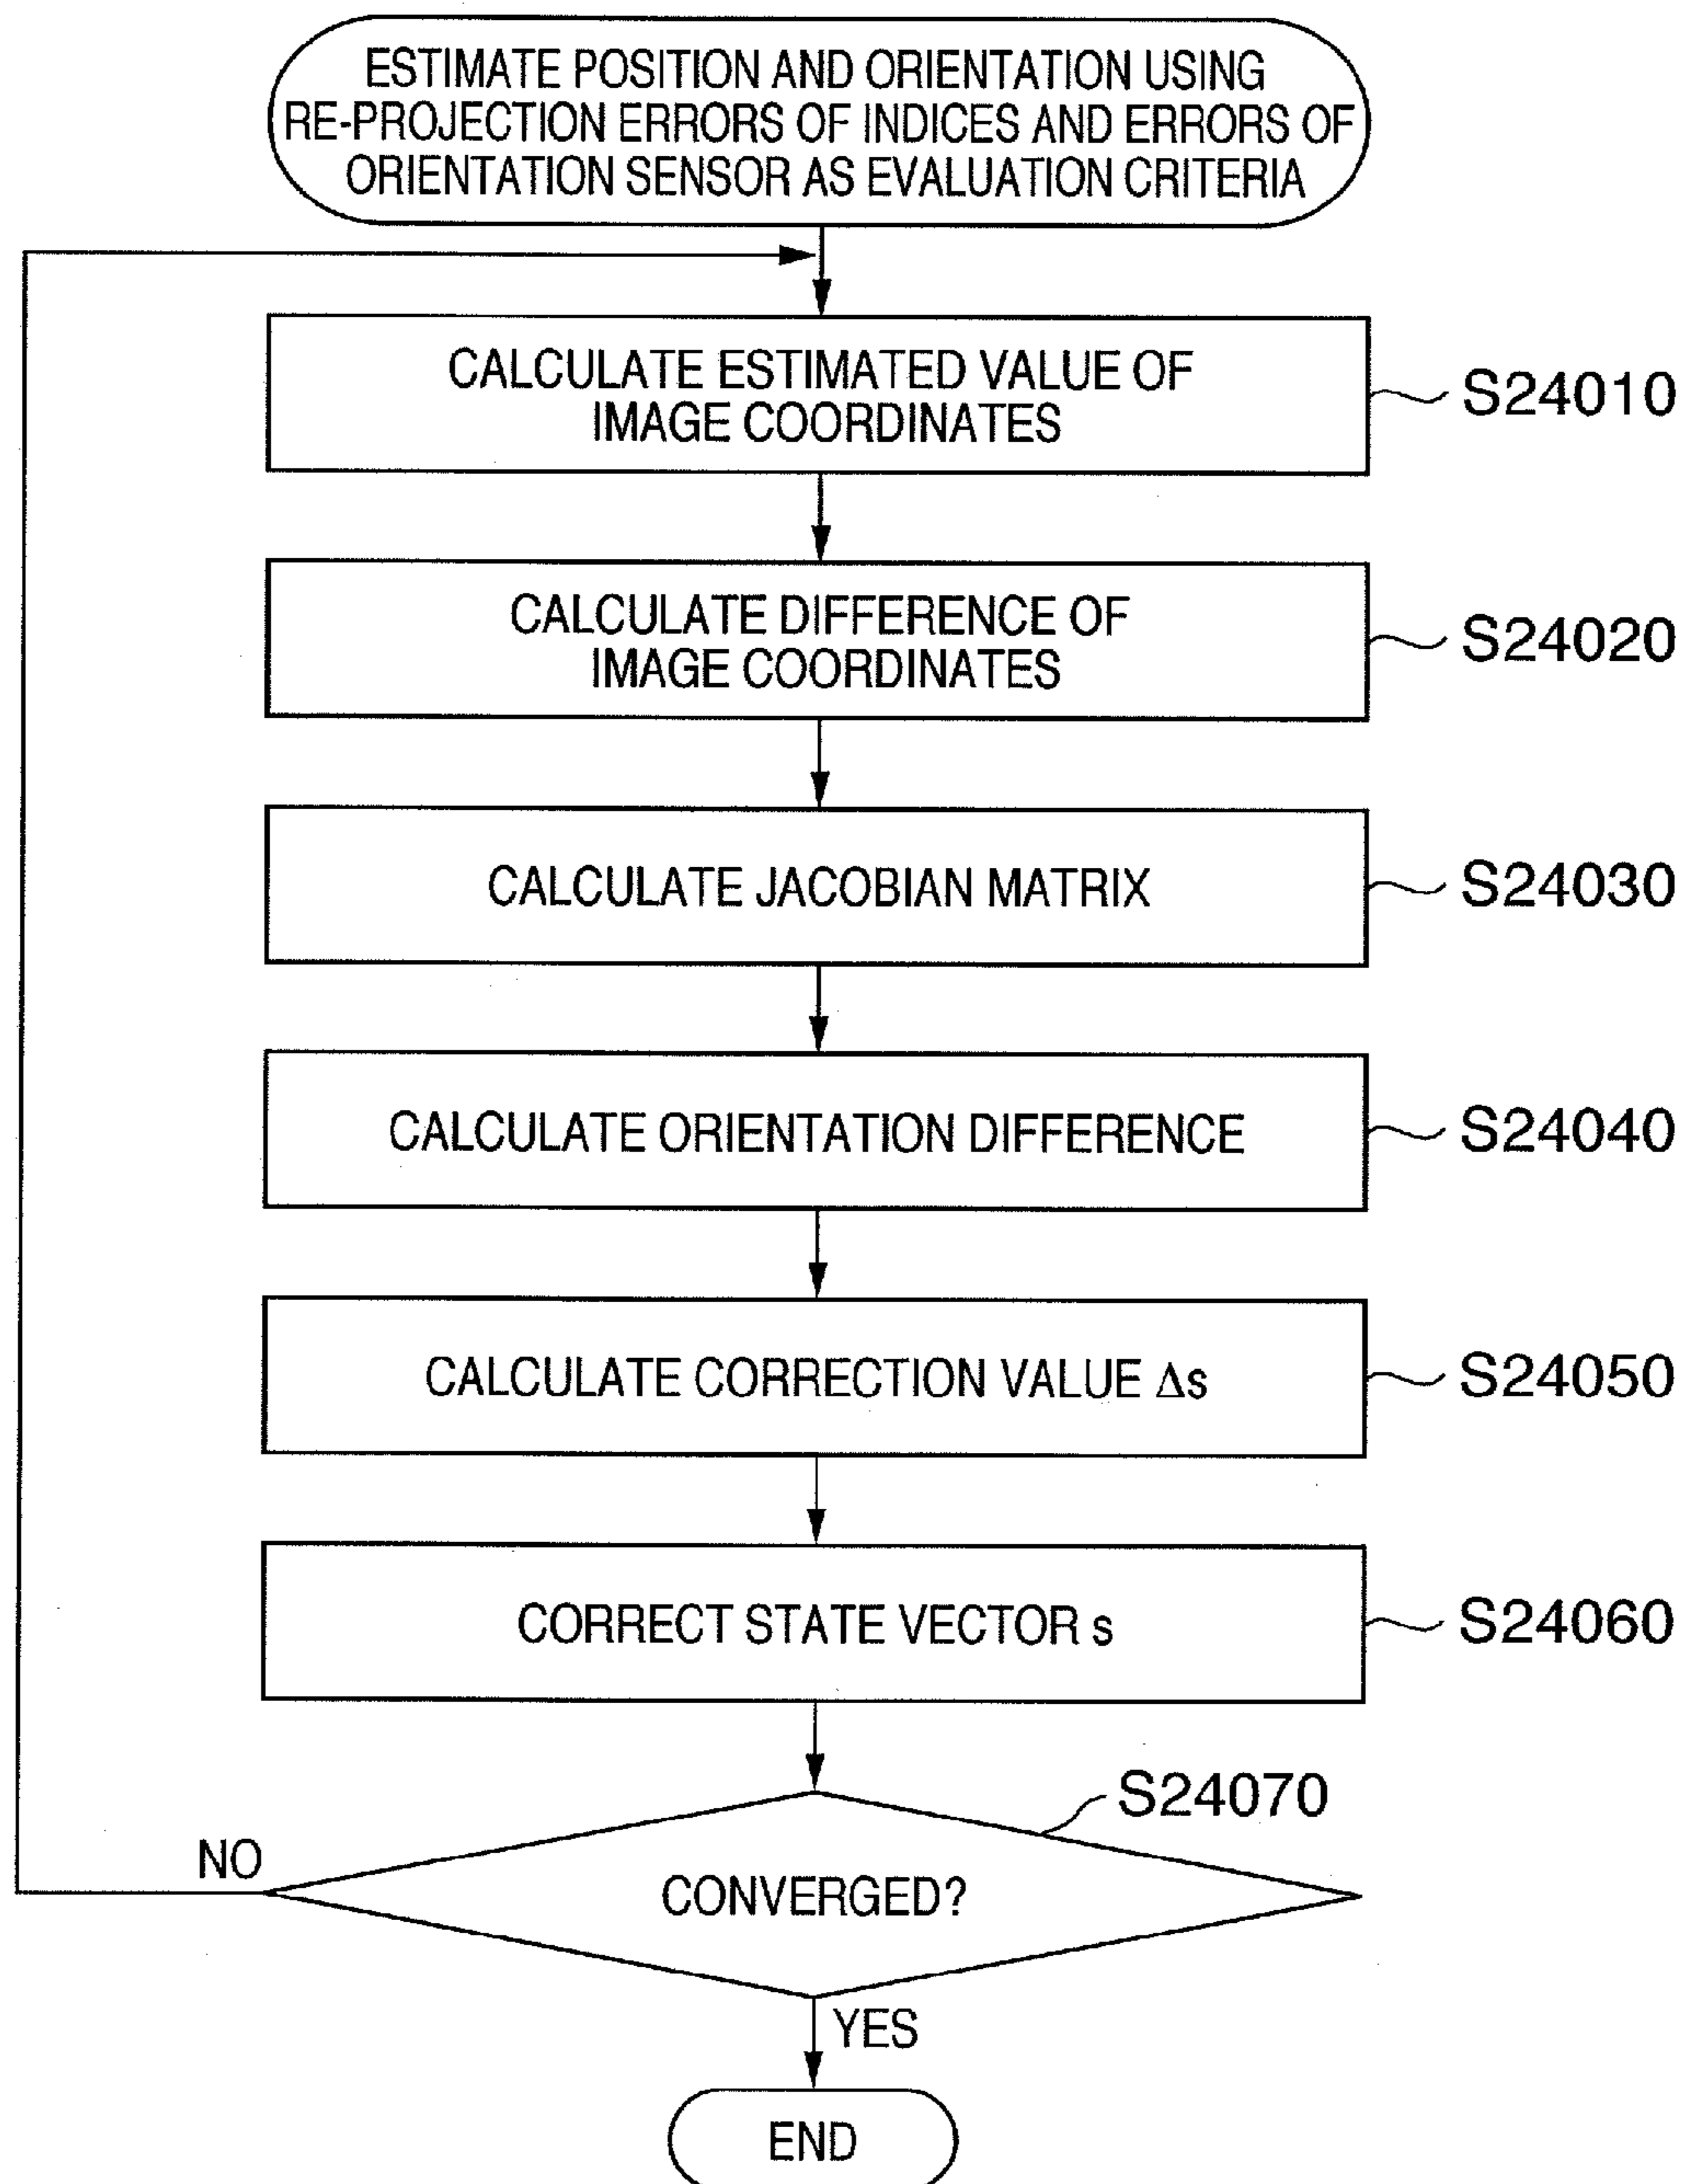 ESTIMATE POSITION AND ORIENTATION USING
RE-PROJECTION ERRORS OF INDICES AND ERRORS OF
ORIENTATION SENSOR AS EVALUATION CRITERIA
CALCULATE ESTIMATED VALUE OF
IMAGE COORDINATES
S24010
CALCULATE DIFFERENCE OF
IMAGE COORDINATES
S24020
CALCULATE JACOBIAN MATRIX
S24030
CALCULATE ORIENTATION DIFFERENCE
S24040
CALCULATE CORRECTION VALUE Δs
S24050
CORRECT STATE VECTOR s
S24060
S24070
NO
CONVERGED?
YES
END